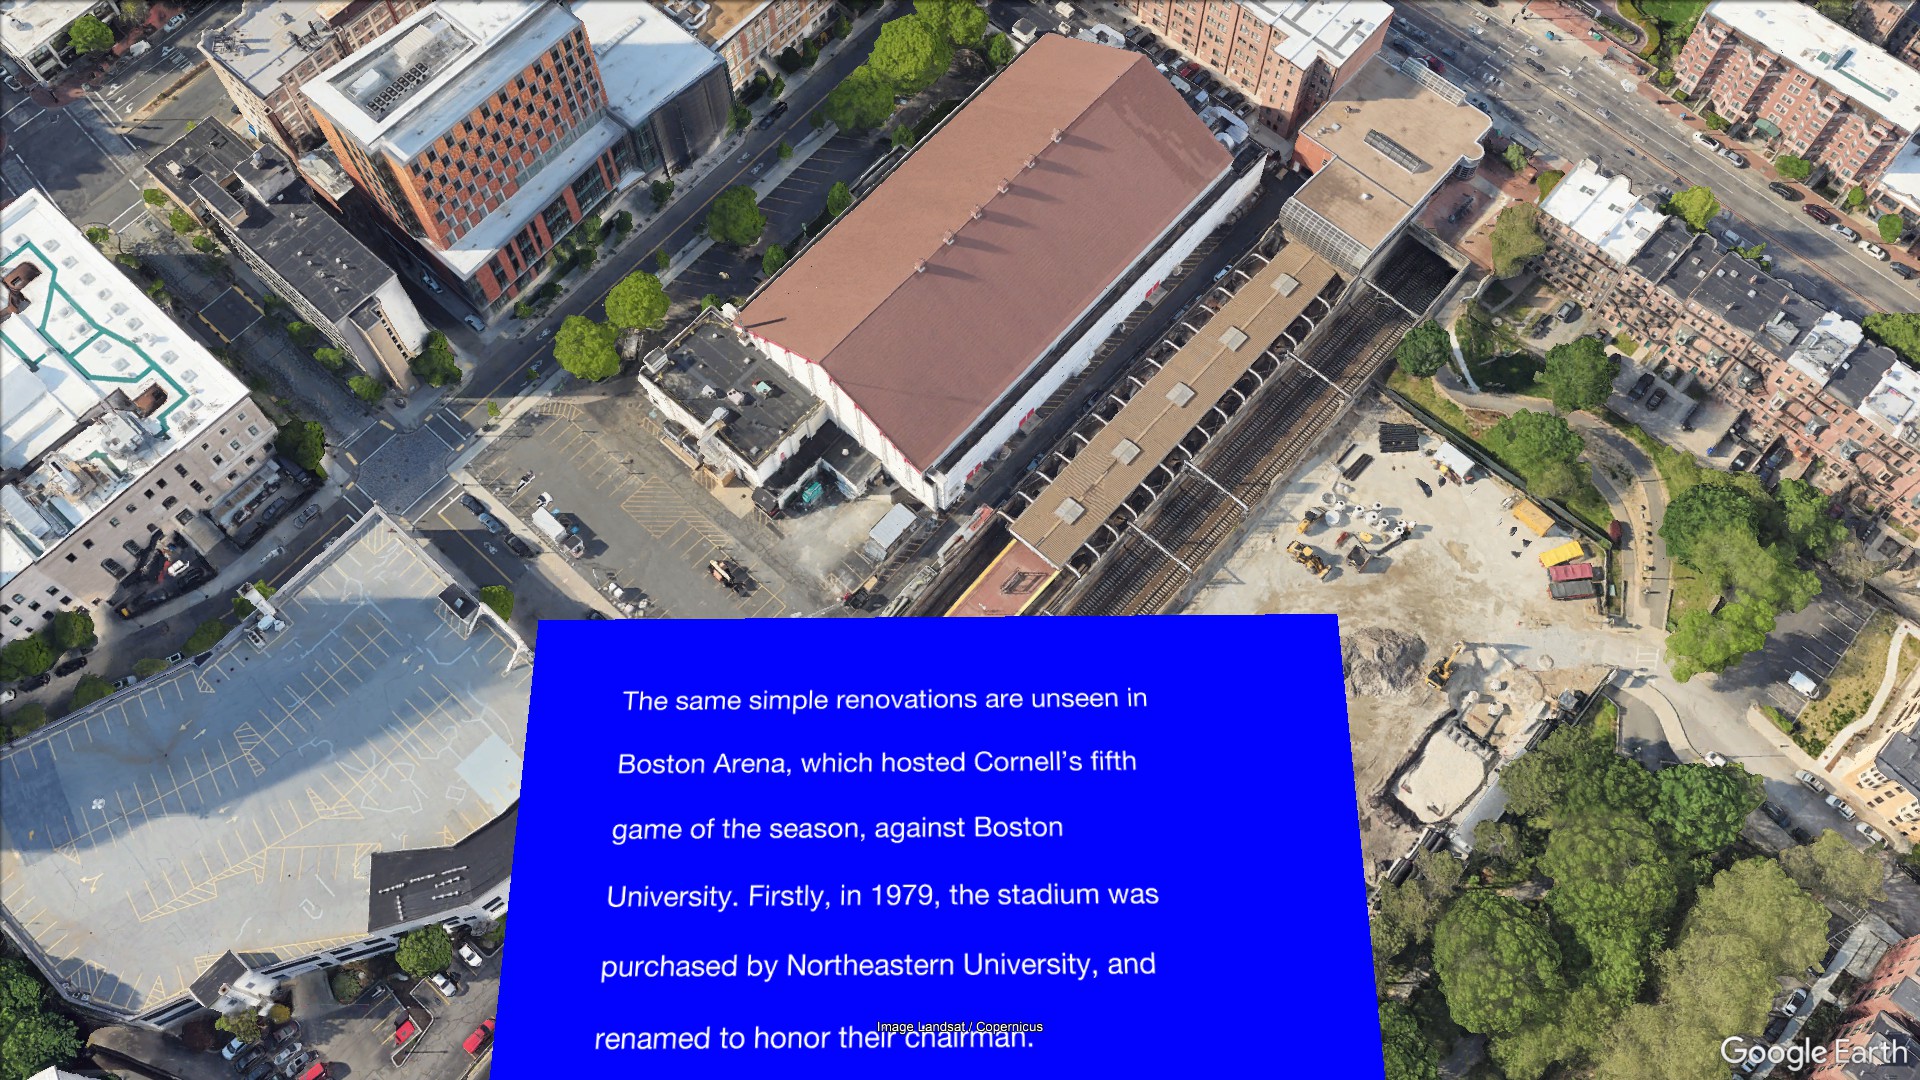 The same simple renovations are unseen in
Boston Arena, which hosted Cornell's fifth
game of the season, against Boston
University. Firstly, in 1979, the stadium was
purchased by Northeastern University, and
renamed to honor their chairman.
Image Landsat / Copernicus
Google Earth